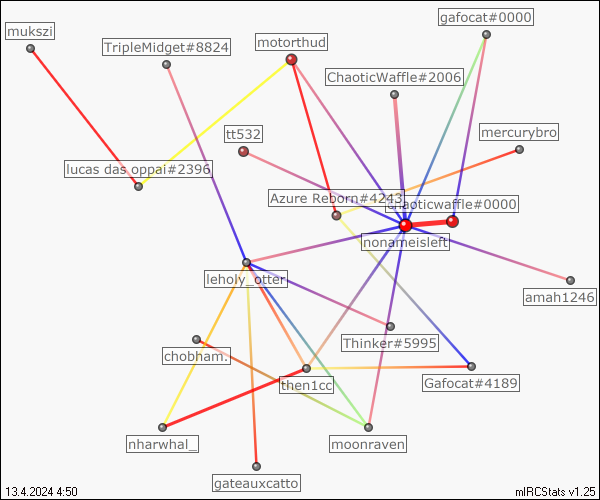 gafocat#0000
mukszi
TripleMidget#8824
motorthud
ChaoticWaffle#2006
tt532
mercurybro
lucas das oppai#2396
Azure Reborn#4243
chaoticwaffle#0000
nonameisleft
leholy_otter
amah1246
Thinker#5995
chobham.
then1cc
Gafocat#4189
nharwhal_
moonraven
gateauxcatto
13.4.2024 4:50
mIRCStats v1.25